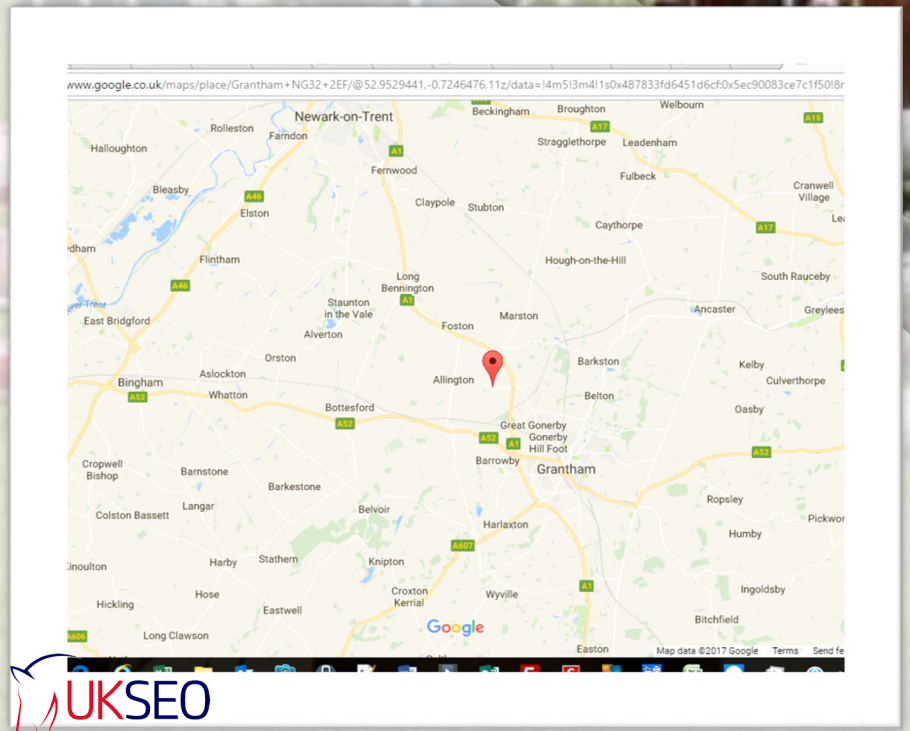 www.google.co.uk/maps/place/Grantham+NG32+2EF/@52.9529441,-0.7246476,11z/data=!4m5!3m4!1s0x487833fd6451d6cf:0x5ec90083ce7c1f50!8r
Newark-on-Trent
Beckingham
Broughton
Welbourn
A15
Rolleston
Farndon
A17
Halloughton
A1
Stragglethorpe
Leadenham
Fernwood
Fulbeck
Bleasby
A46
Cranwell
Village
Elston
Claypole
Stubton
Caythorpe
A17
Flintham
Hough-on-the-Hill
A46
Long
Bennington
A1
South Rauceby
Staunton
in the Vale
Ancaster
East Bridgford
Marston
Foston
Alverton
Orston
Barkston
Kelby
Aslockton
Allington
Culverthorpe
Bingham
A52
Whatton
Belton
Bottesford
A52
Oasby
Great Gonerby
A52
A1
Gonerby
Hill Foot
A52
Barrowby
Grantham
Cropwell
Bishop
Barnstone
Barkestone
Ropsley
Langar
Belvoir
Colston Bassett
Harlaxton
Humby
A607
Harby
Stathern
Knipton
A1
Hose
Croxton
Kerrial
Wyville
Ingoldsby
Hickling
Eastwell
Bitchfield
Google
A606
Long Clawson
Easton
Map data ©2017 Google
Terms
Send fe
UKSEO